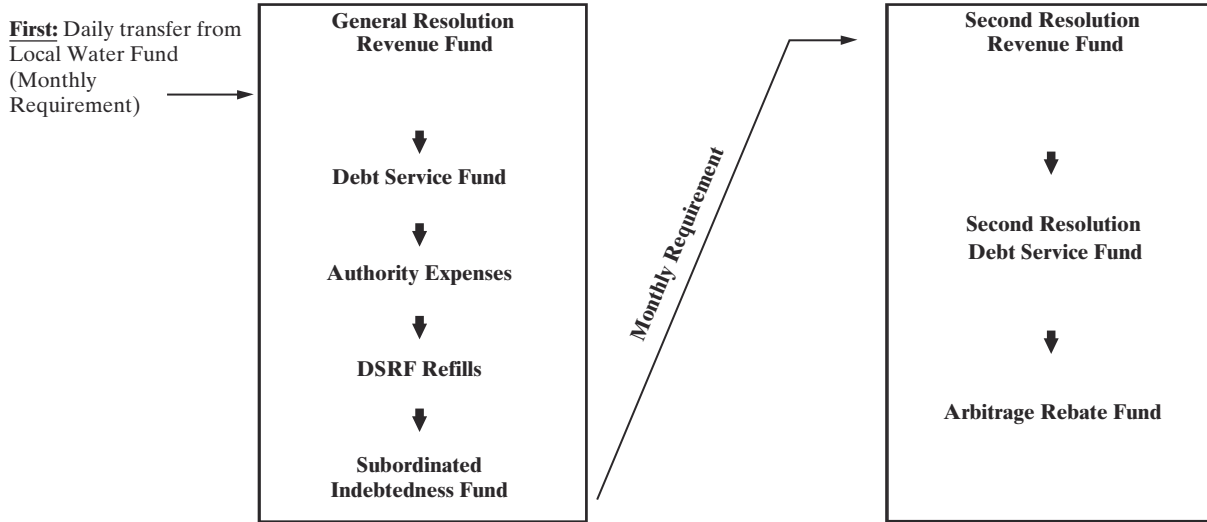 First: Daily transfer from
Local Water Fund
(Monthly
Requirement)
General Resolution
Revenue Fund
Debt Service Fund
Authority Expenses
DSRF Refills
Subordinated
Indebtedness Fund
Monthly Requirement
Second Resolution
Revenue Fund
Second Resolution
Debt Service Fund
Arbitrage Rebate Fund